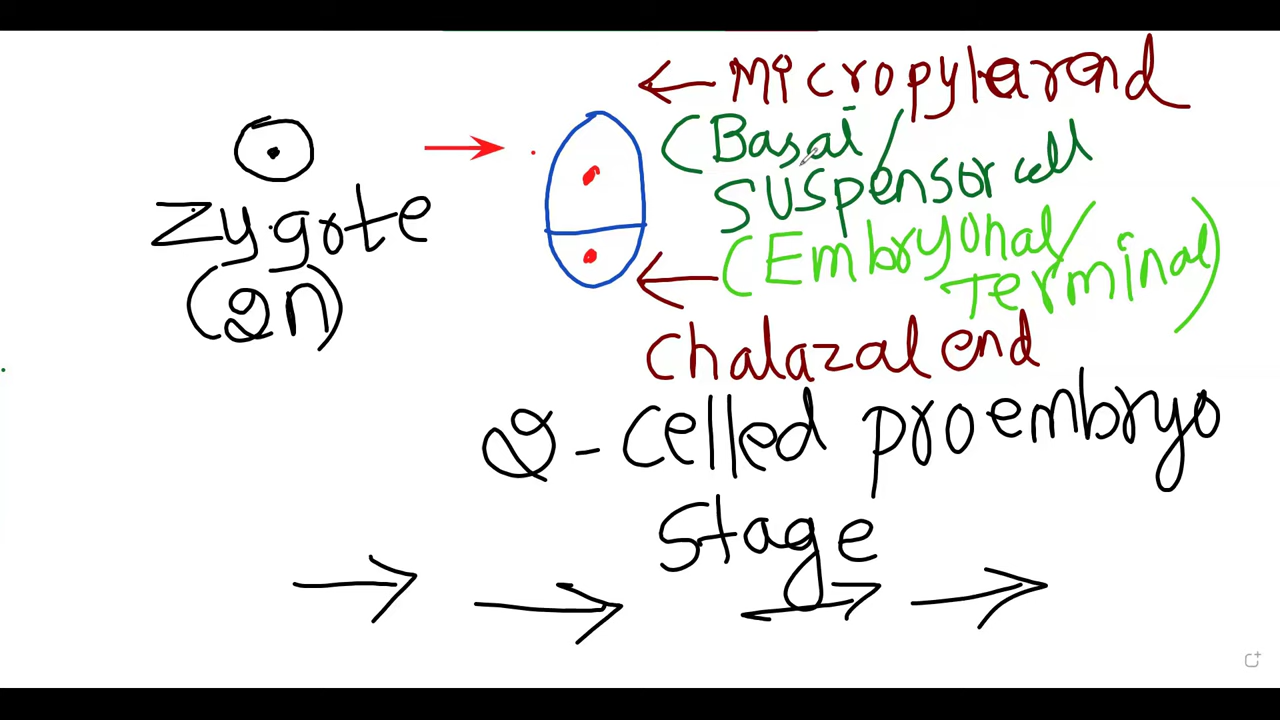 Micropylar end
(Basal /
Suspensor cell
Zygote
(Embryonal/
Terminal)
(2n)
Chalazal end
2-celled proembryo
Stage